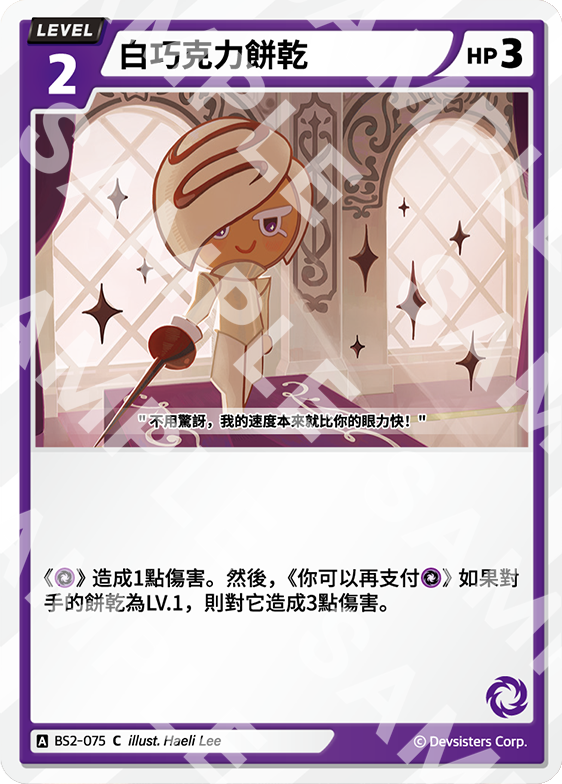 LEVEL
2
白巧克力餅乾
HP 3
"不用驚訝，我的速度本來就比你的眼力快！"
《 》造成1點傷害。然後，《你可以再支付 》如果對
手的餅乾為LV.1，則對它造成3點傷害。
A BS2-075 C illust. Haeli Lee
© Devsisters Corp.
SAMPLE SAMPLE SAMPLE